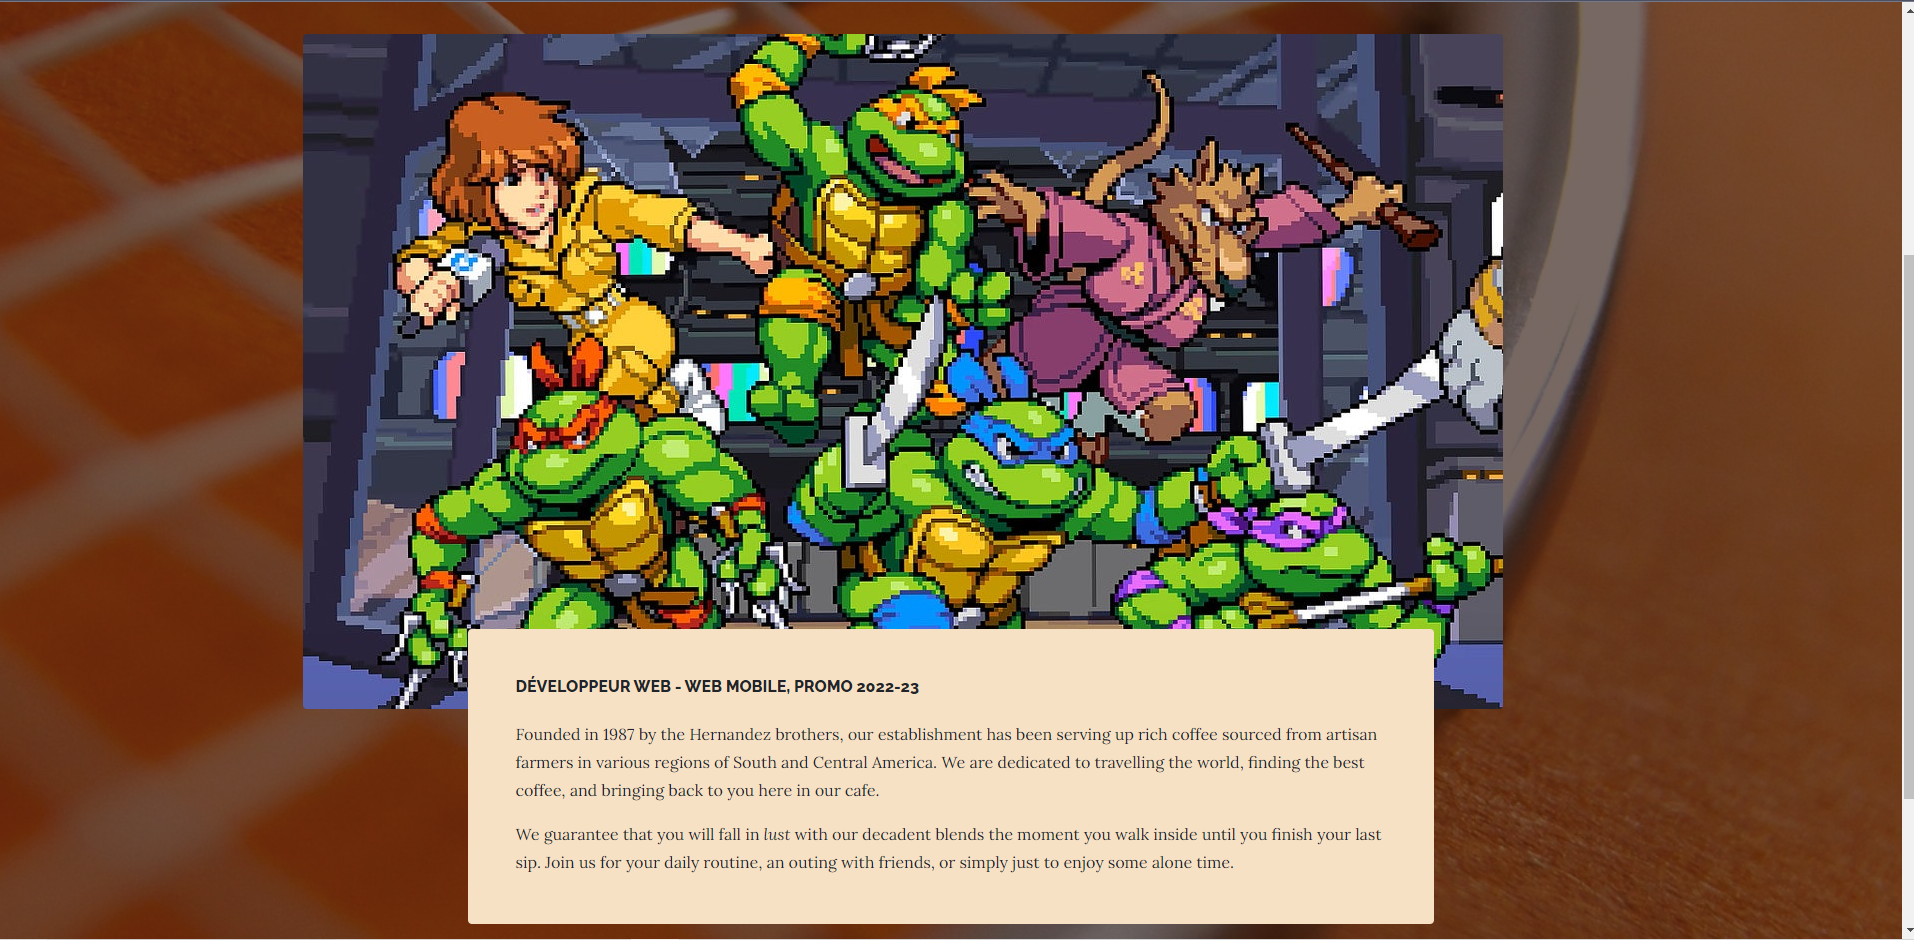 DÉVELOPPEUR WEB - WEB MOBILE, PROMO 2022-23
Founded in 1987 by the Hernandez brothers, our establishment has been serving up rich coffee sourced from artisan
farmers in various regions of South and Central America. We are dedicated to travelling the world, finding the best
coffee, and bringing back to you here in our cafe.
We guarantee that you will fall in lust with our decadent blends the moment you walk inside until you finish your last
sip. Join us for your daily routine, an outing with friends, or simply just to enjoy some alone time.